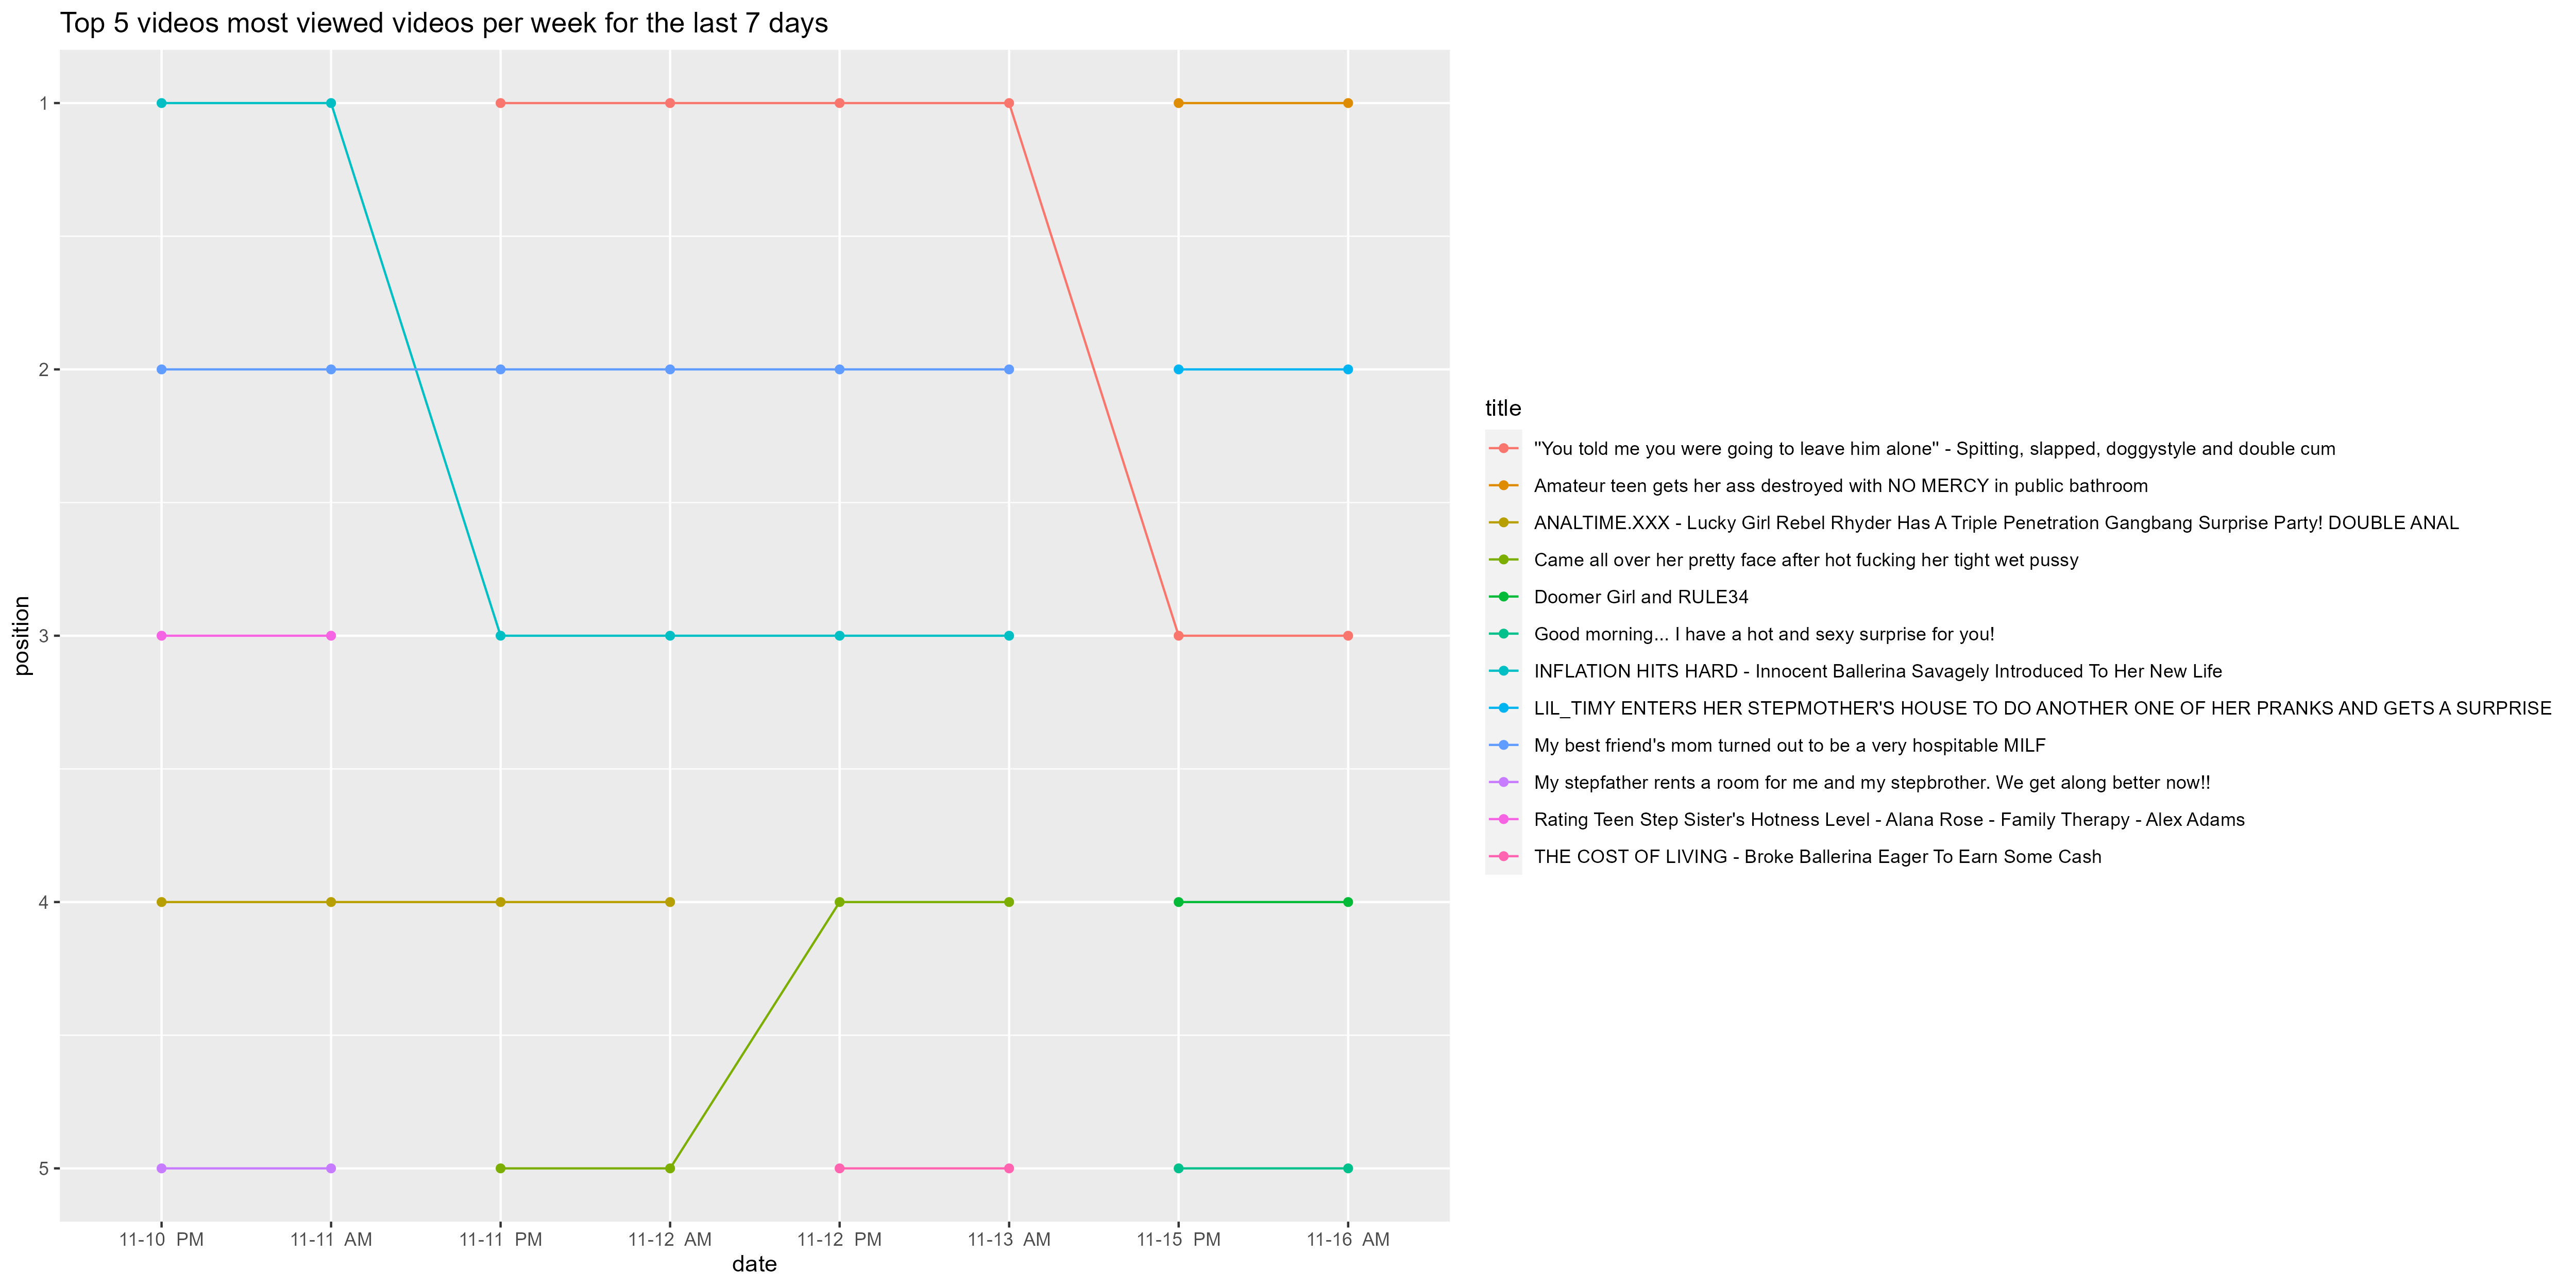 Top 5 videos most viewed videos per week for the last 7 days
position
1
2
3
4
5
11-10 PM
11-11 AM
11-11 PM
11-12 AM
11-12 PM
11-13 AM
11-15 PM
11-16 AM
date
title
"You told me you were going to leave him alone" - Spitting, slapped, doggystyle and double cum
Amateur teen gets her ass destroyed with NO MERCY in public bathroom
ANALTIME.XXX - Lucky Girl Rebel Rhyder Has A Triple Penetration Gangbang Surprise Party! DOUBLE ANAL
Came all over her pretty face after hot fucking her tight wet pussy
Doomer Girl and RULE34
Good morning... I have a hot and sexy surprise for you!
INFLATION HITS HARD - Innocent Ballerina Savagely Introduced To Her New Life
LIL_TIMY ENTERS HER STEPMOTHER'S HOUSE TO DO ANOTHER ONE OF HER PRANKS AND GETS A SURPRISE
My best friend's mom turned out to be a very hospitable MILF
My stepfather rents a room for me and my stepbrother. We get along better now!!
Rating Teen Step Sister's Hotness Level - Alana Rose - Family Therapy - Alex Adams
THE COST OF LIVING - Broke Ballerina Eager To Earn Some Cash